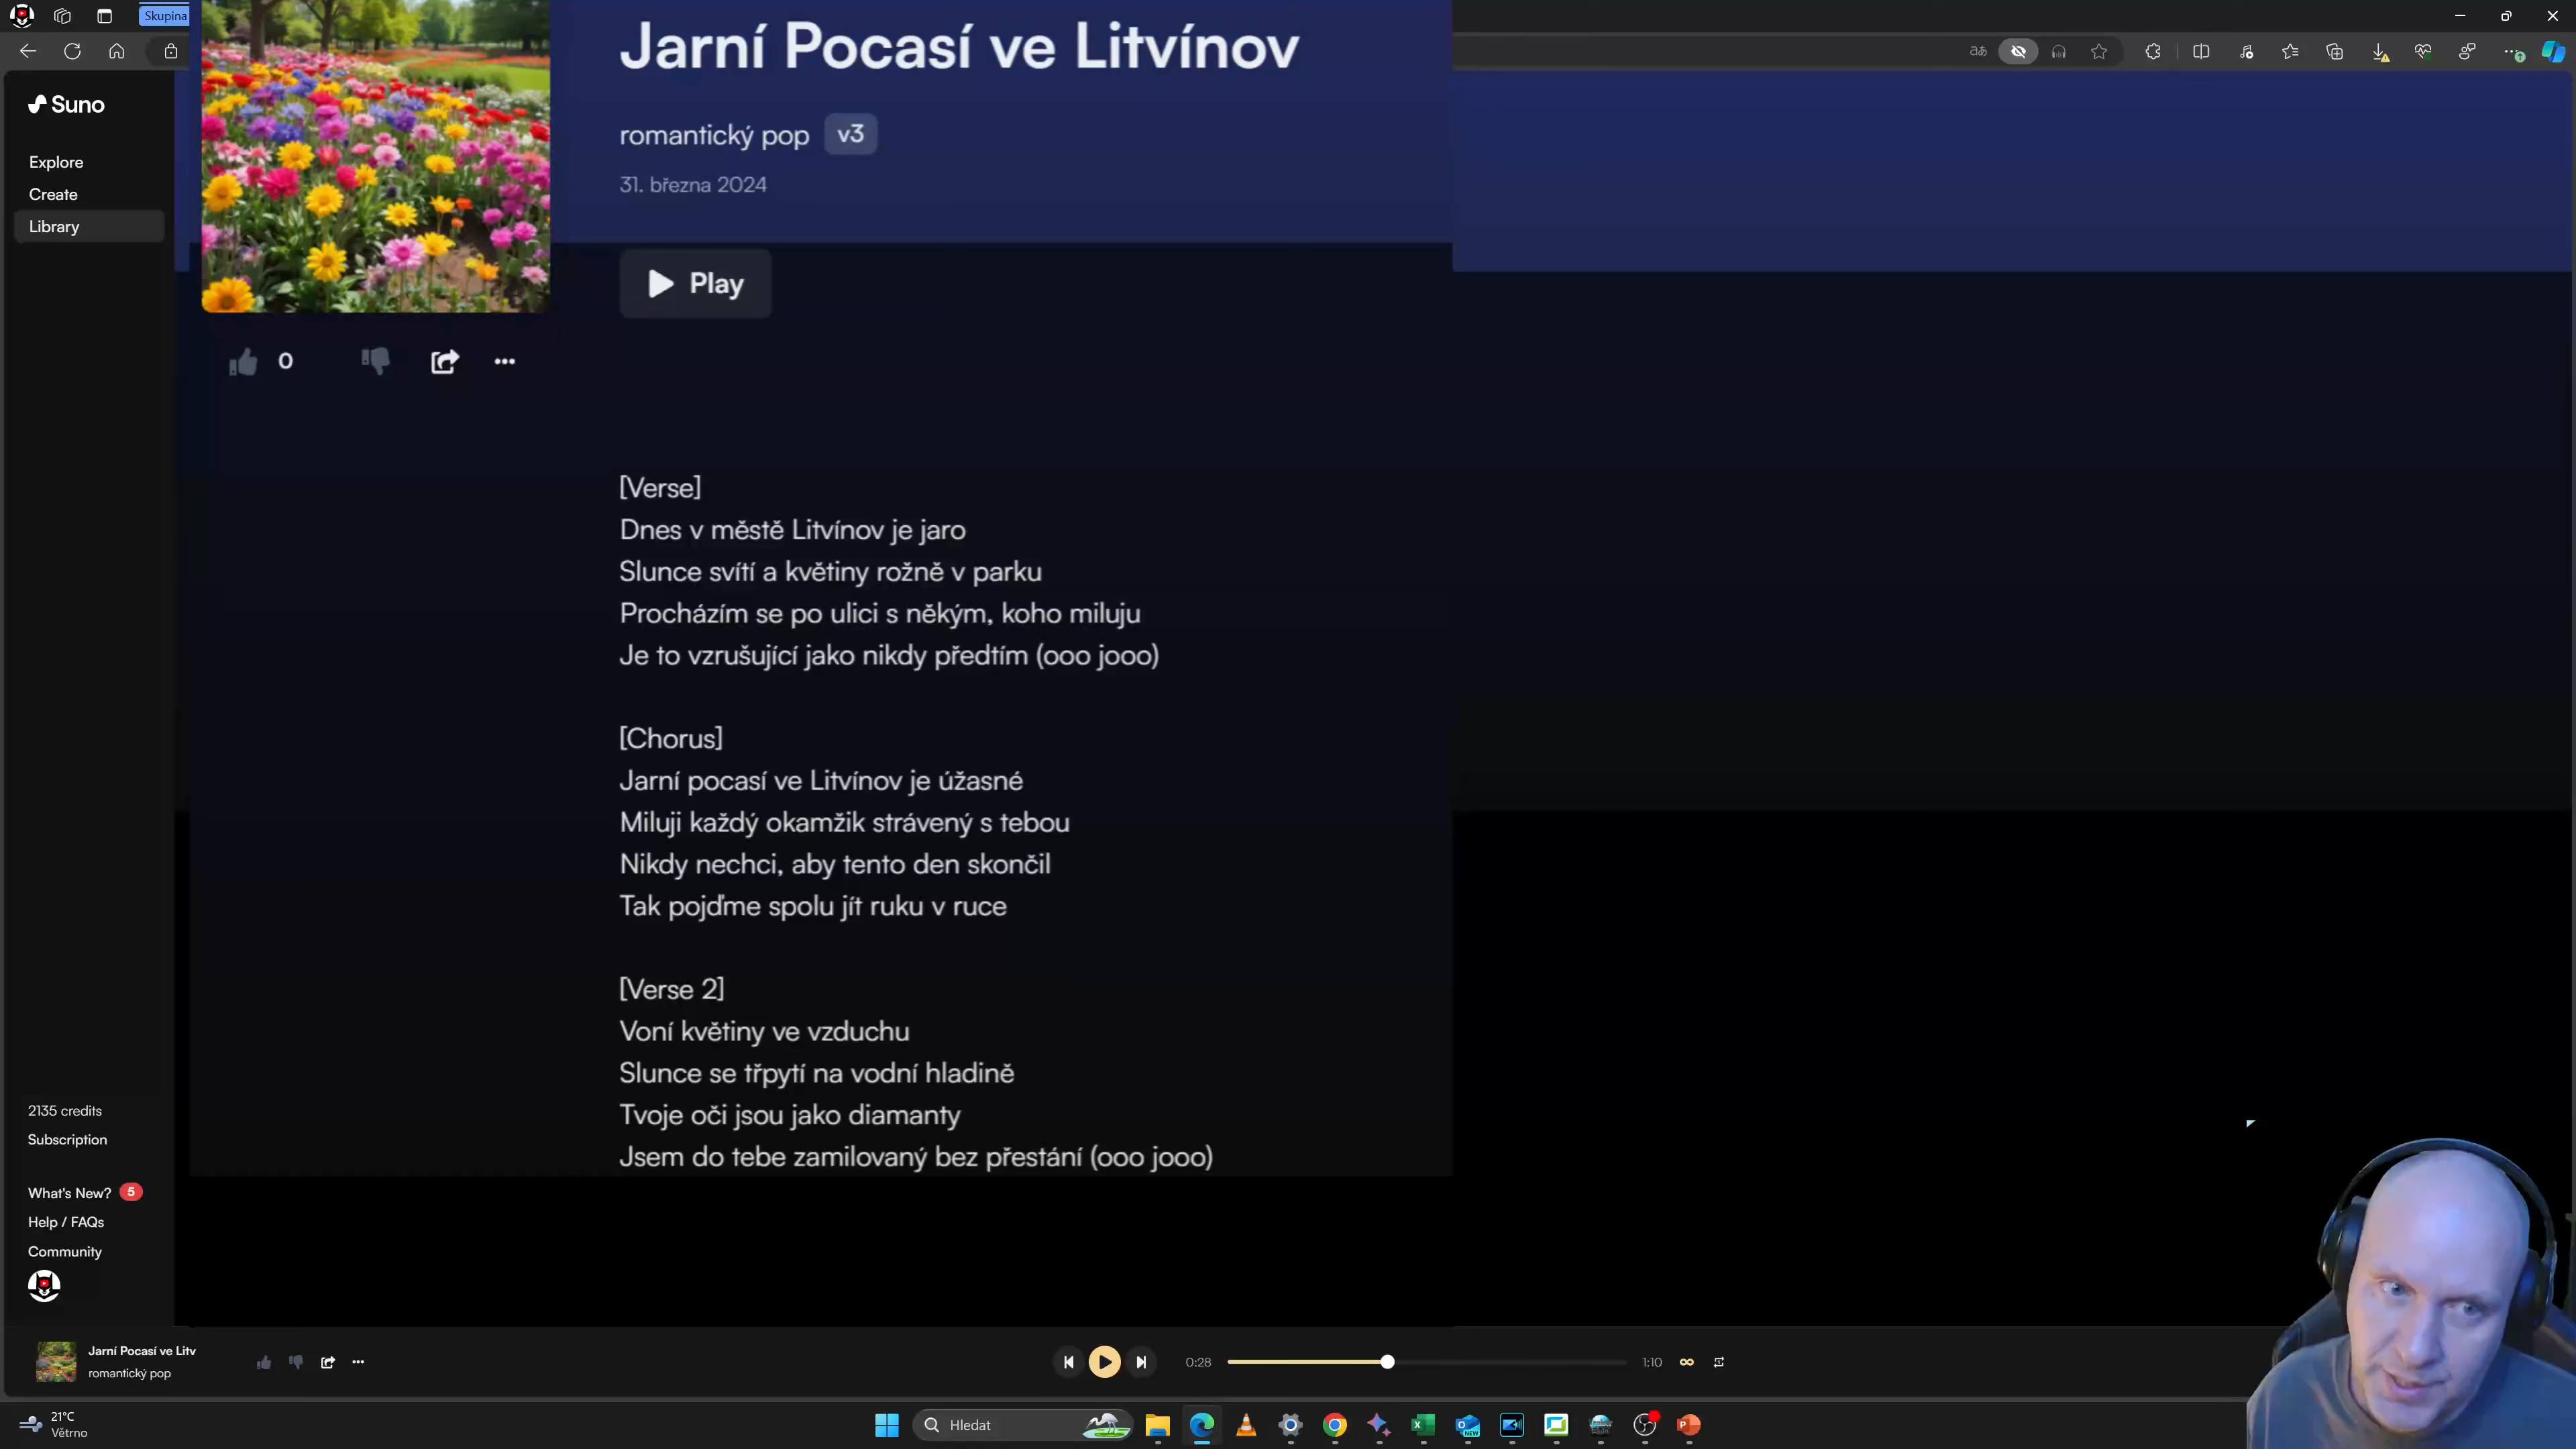 Skupina
Suno
Explore
Create
Library
Jarní Pocasí ve Litvínov
romantický pop v3
31. března 2024
Play
0
[Verse]
Dnes v městě Litvínov je jaro
Slunce svítí a květiny rožně v parku
Procházím se po ulici s někým, koho miluju
Je to vzrušující jako nikdy předtím (ooo jooo)
[Chorus]
Jarní pocasí ve Litvínov je úžasné
Miluji každý okamžik strávený s tebou
Nikdy nechci, aby tento den skončil
Tak pojďme spolu jít ruku v ruce
[Verse 2]
Voní květiny ve vzduchu
Slunce se třpytí na vodní hladině
Tvoje oči jsou jako diamanty
Jsem do tebe zamilovaný bez přestání (ooo jooo)
2135 credits
Subscription
What's New? 5
Help / FAQs
Community
Jarní Pocasí ve Litv
romantický pop
0:28
1:10
21°C
Větrno
Hledat